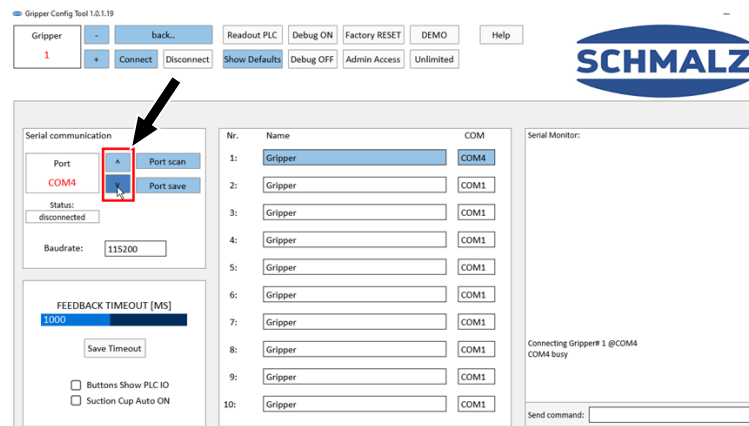 Gripper Config Tool 1.0.1.19
Gripper - back.. Readout PLC Debug ON Factory RESET DEMO Help
1 + Connect Disconnect Show Defaults Debug OFF Admin Access Unlimited
SCHMALZ
Serial communication
Port ^ Port scan
COM4 v Port save
Status:
disconnected
Baudrate: 115200
FEEDBACK TIMEOUT [MS]
1000
Save Timeout
Buttons Show PLC IO
Suction Cup Auto ON
Nr. Name COM
1: Gripper COM4
2: Gripper COM1
3: Gripper COM1
4: Gripper COM1
5: Gripper COM1
6: Gripper COM1
7: Gripper COM1
8: Gripper COM1
9: Gripper COM1
10: Gripper COM1
Serial Monitor:
Connecting Gripper# 1 @COM4
COM4 busy
Send command: